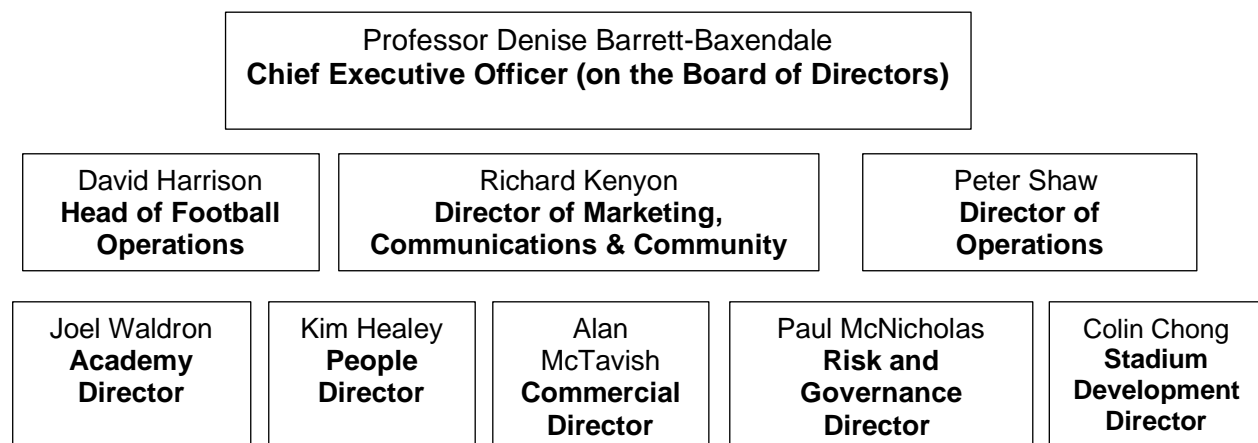 Professor Denise Barrett-Baxendale
Chief Executive Officer (on the Board of Directors)
David Harrison
Head of Football
Operations
Richard Kenyon
Director of Marketing,
Communications & Community
Peter Shaw
Director of
Operations
Joel Waldron
Academy
Director
Kim Healey
People
Director
Alan
McTavish
Commercial
Director
Paul McNicholas
Risk and
Governance
Director
Colin Chong
Stadium
Development
Director